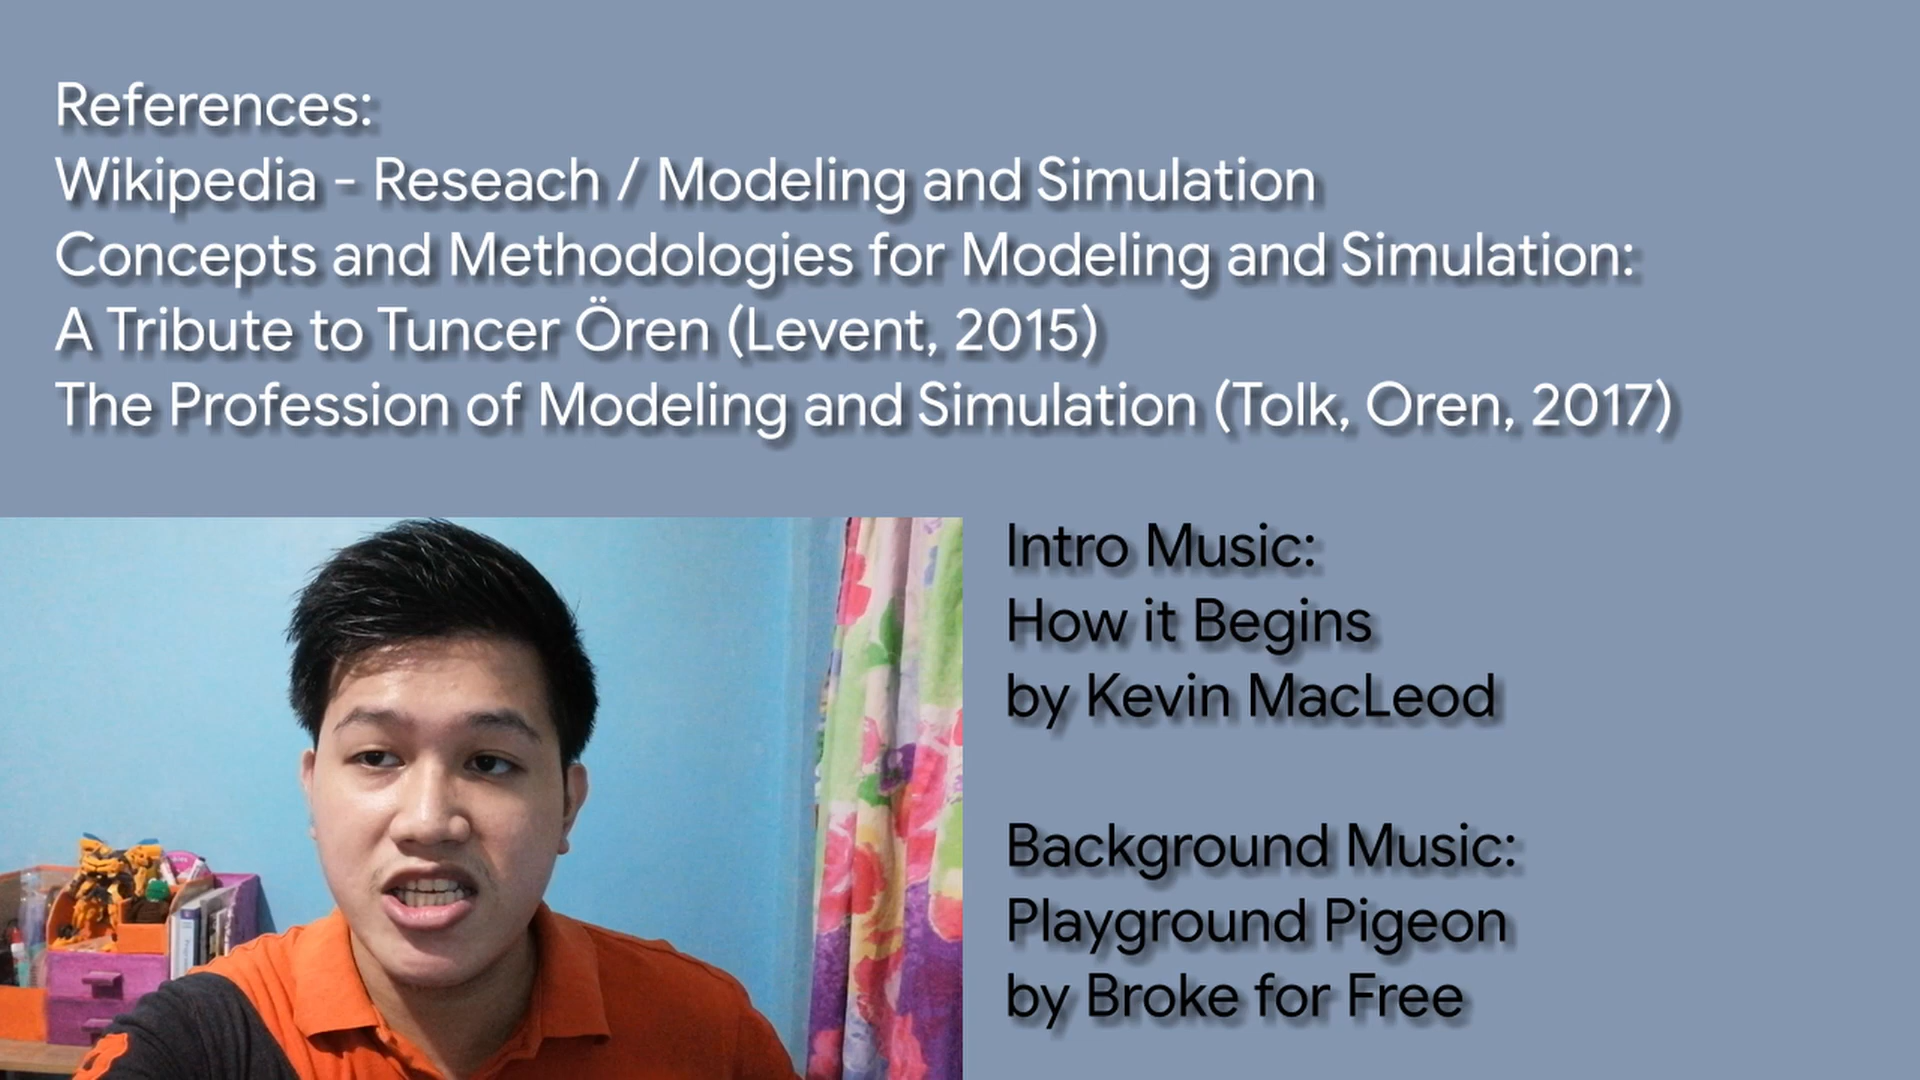 References:
Wikipedia - Reseach / Modeling and Simulation
Concepts and Methodologies for Modeling and Simulation:
A Tribute to Tuncer Ören (Levent, 2015)
The Profession of Modeling and Simulation (Tolk, Oren, 2017)
Intro Music:
How it Begins
by Kevin MacLeod
Background Music:
Playground Pigeon
by Broke for Free